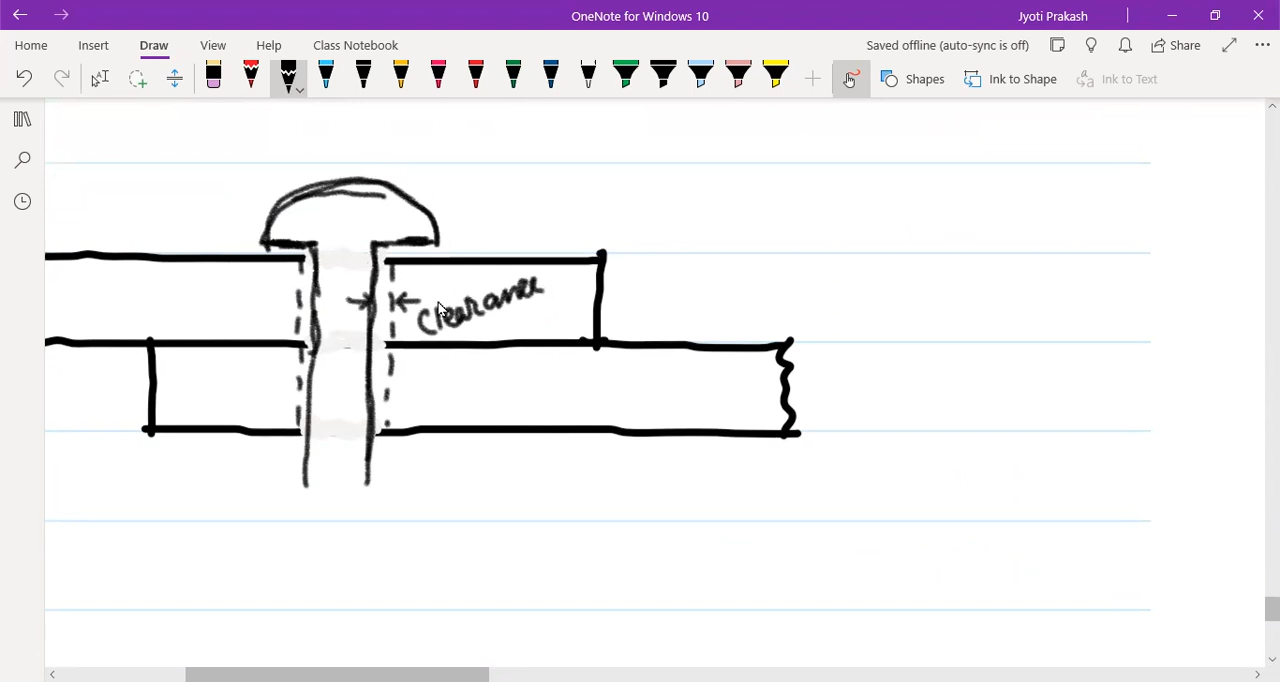 OneNote for Windows 10
Jyoti Prakash
Home Insert Draw View Help Class Notebook
Saved offline (auto-sync is off)
Share
Shapes
Ink to Shape
Ink to Text
Clearance